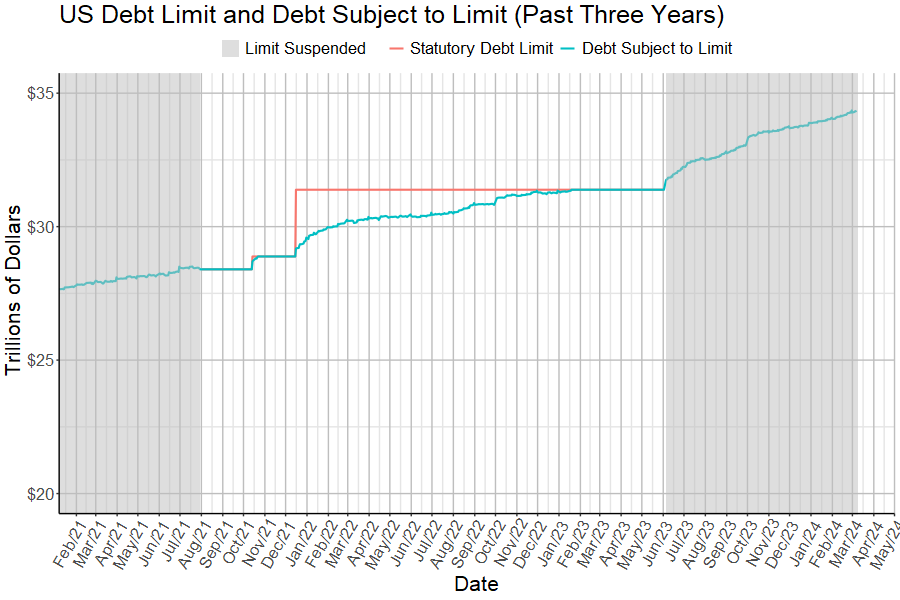 US Debt Limit and Debt Subject to Limit (Past Three Years)
Limit Suspended Statutory Debt Limit Debt Subject to Limit
Trillions of Dollars
$35
$30
$25
$20
Feb/21 Mar/21 Apr/21 May/21 Jun/21 Jul/21 Aug/21 Sep/21 Oct/21 Nov/21 Dec/21 Jan/22 Feb/22 Mar/22 Apr/22 May/22 Jun/22 Jul/22 Aug/22 Sep/22 Oct/22 Nov/22 Dec/22 Jan/23 Feb/23 Mar/23 Apr/23 May/23 Jun/23 Jul/23 Aug/23 Sep/23 Oct/23 Nov/23 Dec/23 Jan/24 Feb/24 Mar/24 Apr/24 May/24
Date